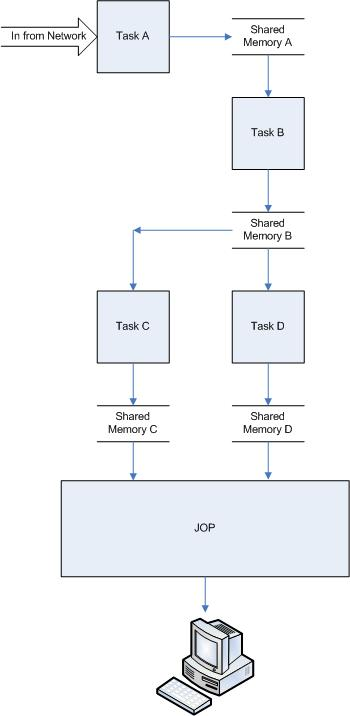 In from Network
Task A
Shared
Memory A
Task B
Shared
Memory B
Task C
Task D
Shared
Memory C
Shared
Memory D
JOP